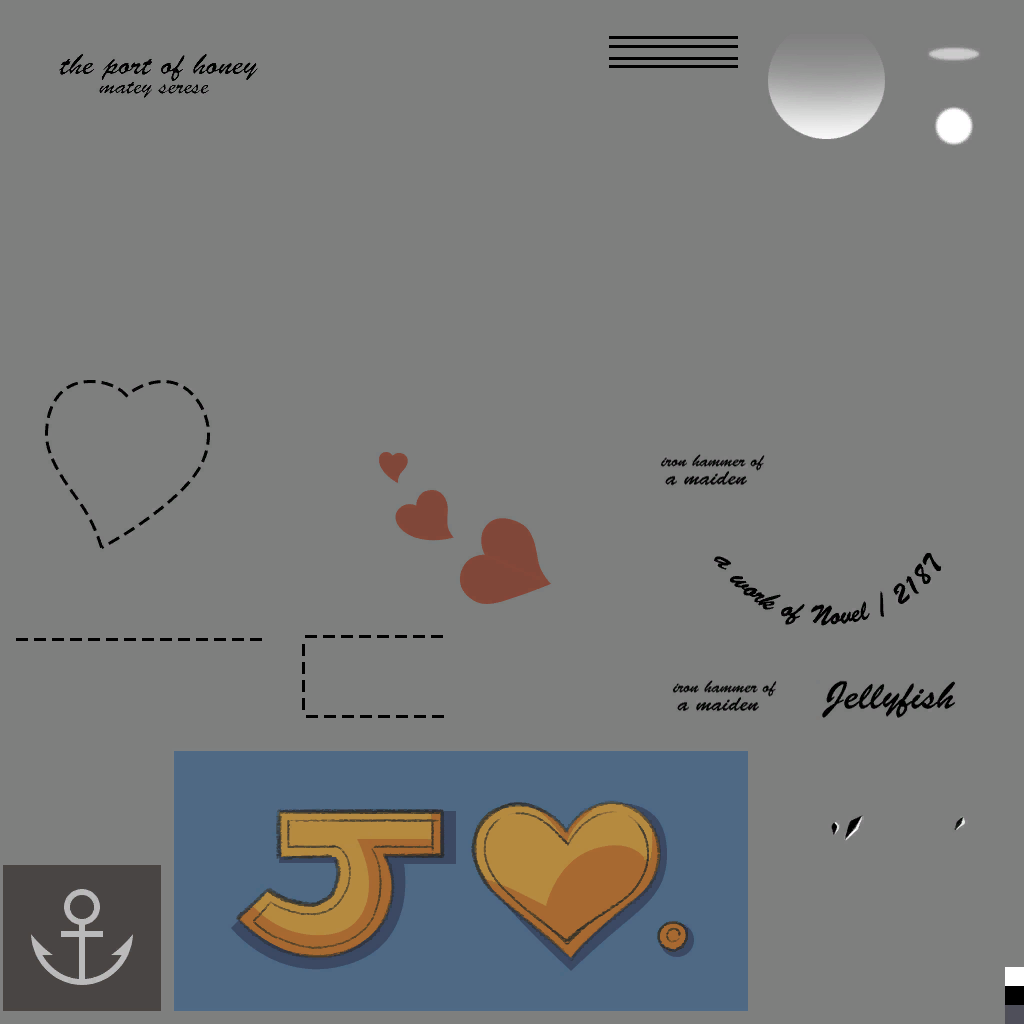 the port of honey
matey serese
iron hammer of
a maiden
a work of Novel / 2187
iron hammer of
a maiden
Jellyfish
J